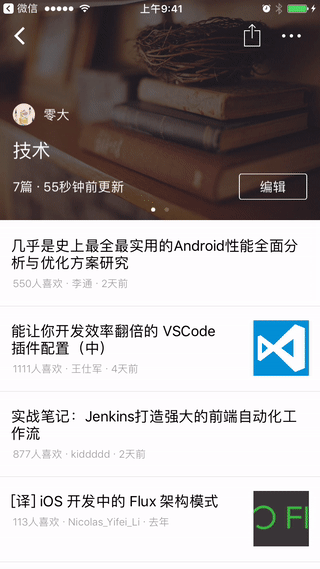 微信
上午9:41
零大
技术
7篇 · 55秒钟前更新
编辑
几乎是史上最全最实用的Android性能全面分
析与优化方案研究
550人喜欢 · 李通 · 2天前
能让你开发效率翻倍的 VSCode
插件配置（中）
1111人喜欢 · 王仕军 · 4天前
实战笔记：Jenkins打造强大的前端自动化工
作流
877人喜欢 · kiddddd · 2天前
[译] iOS 开发中的 Flux 架构模式
113人喜欢 · Nicolas_Yifei_Li · 去年
FL